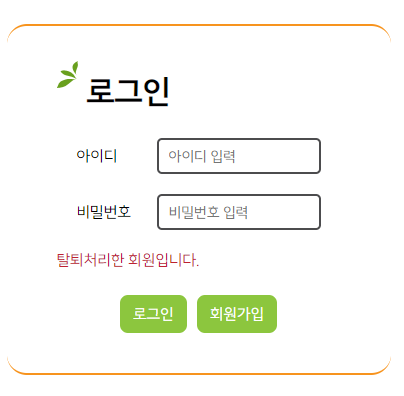 로그인
아이디 아이디 입력
비밀번호 비밀번호 입력
탈퇴처리한 회원입니다.
로그인 회원가입